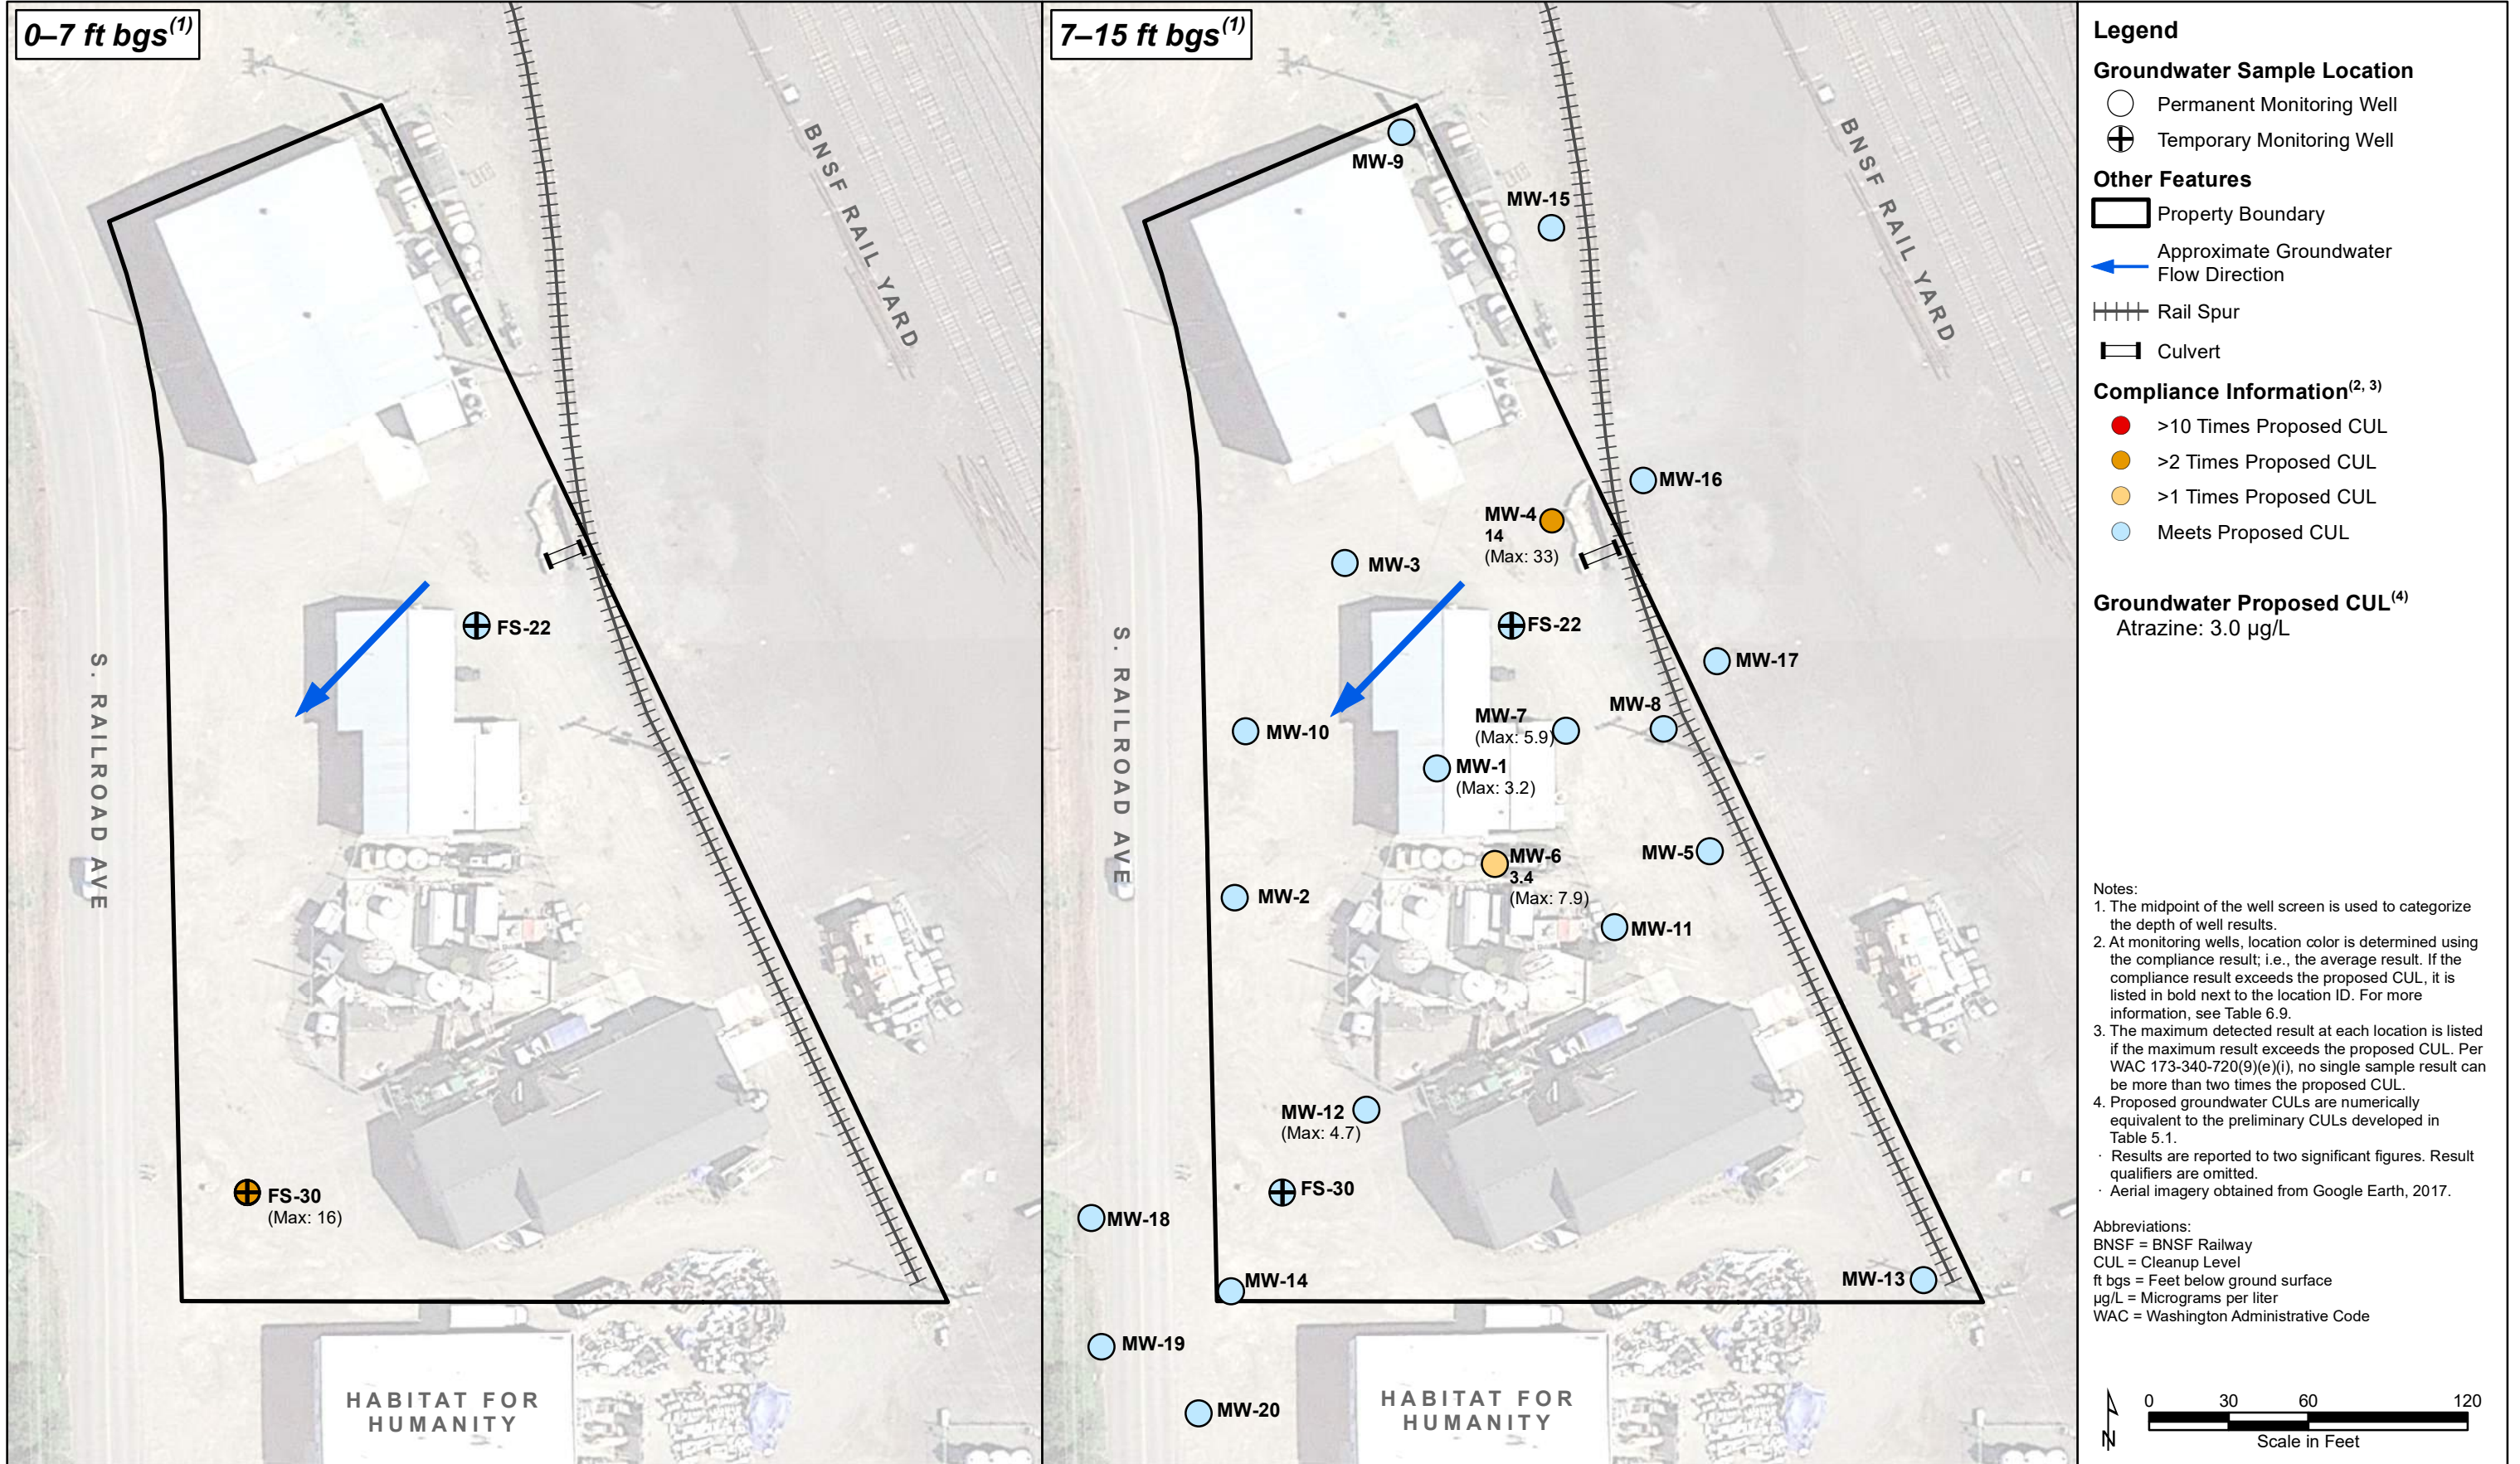 0–7 ft bgs(1)
BNSF RAIL YARD
FS-22
S. RAILROAD AVE
FS-30
(Max: 16)
HABITAT FOR
HUMANITY
7–15 ft bgs(1)
MW-9
MW-15
BNSF RAIL YARD
MW-16
MW-4
14
(Max: 33)
MW-3
FS-22
S. RAILROAD AVE
MW-17
MW-8
MW-7
(Max: 5.9)
MW-10
MW-1
(Max: 3.2)
MW-5
MW-6
3.4
(Max: 7.9)
MW-2
MW-11
MW-12
(Max: 4.7)
FS-30
MW-18
MW-14
MW-13
MW-19
MW-20
HABITAT FOR
HUMANITY
Legend
Groundwater Sample Location
Permanent Monitoring Well
Temporary Monitoring Well
Other Features
Property Boundary
Approximate Groundwater
Flow Direction
Rail Spur
Culvert
Compliance Information(2, 3)
>10 Times Proposed CUL
>2 Times Proposed CUL
>1 Times Proposed CUL
Meets Proposed CUL
Groundwater Proposed CUL(4)
Atrazine: 3.0 µg/L
Notes:
1. The midpoint of the well screen is used to categorize
the depth of well results.
2. At monitoring wells, location color is determined using
the compliance result; i.e., the average result. If the
compliance result exceeds the proposed CUL, it is
listed in bold next to the location ID. For more
information, see Table 6.9.
3. The maximum detected result at each location is listed
if the maximum result exceeds the proposed CUL. Per
WAC 173-340-720(9)(e)(i), no single sample result can
be more than two times the proposed CUL.
4. Proposed groundwater CULs are numerically
equivalent to the preliminary CULs developed in
Table 5.1.
· Results are reported to two significant figures. Result
qualifiers are omitted.
· Aerial imagery obtained from Google Earth, 2017.
Abbreviations:
BNSF = BNSF Railway
CUL = Cleanup Level
ft bgs = Feet below ground surface
µg/L = Micrograms per liter
WAC = Washington Administrative Code
N
0 30 60 120
Scale in Feet